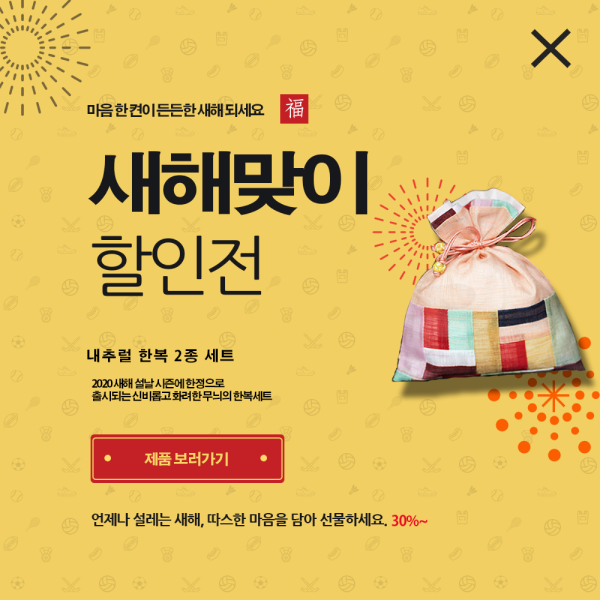 마음 한 켠이 든든한 새해 되세요 福
새해맞이
할인전
내추럴 한복 2종 세트
2020 새해 설날 시즌에 한정으로
출시되는 신비롭고 화려한 무늬의 한복세트
제품 보러가기
언제나 설레는 새해, 따스한 마음을 담아 선물하세요. 30%~